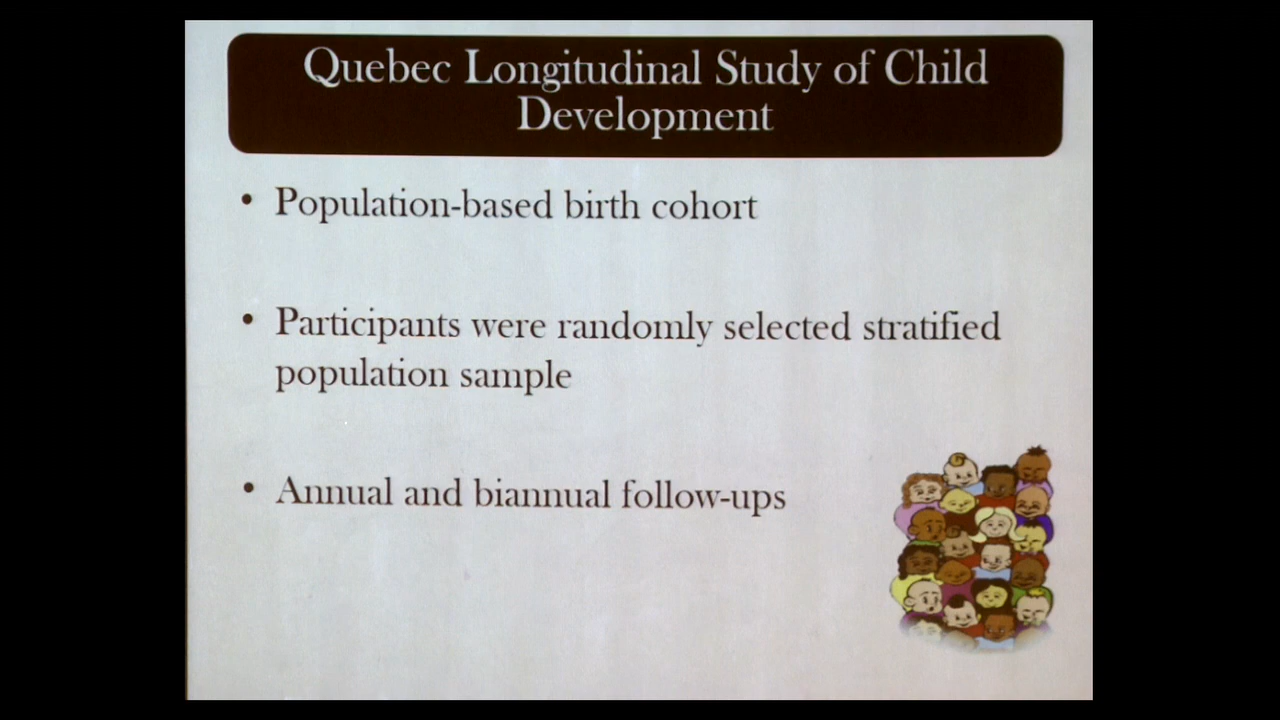 Quebec Longitudinal Study of Child
Development
• Population-based birth cohort
• Participants were randomly selected stratified
population sample
• Annual and biannual follow-ups